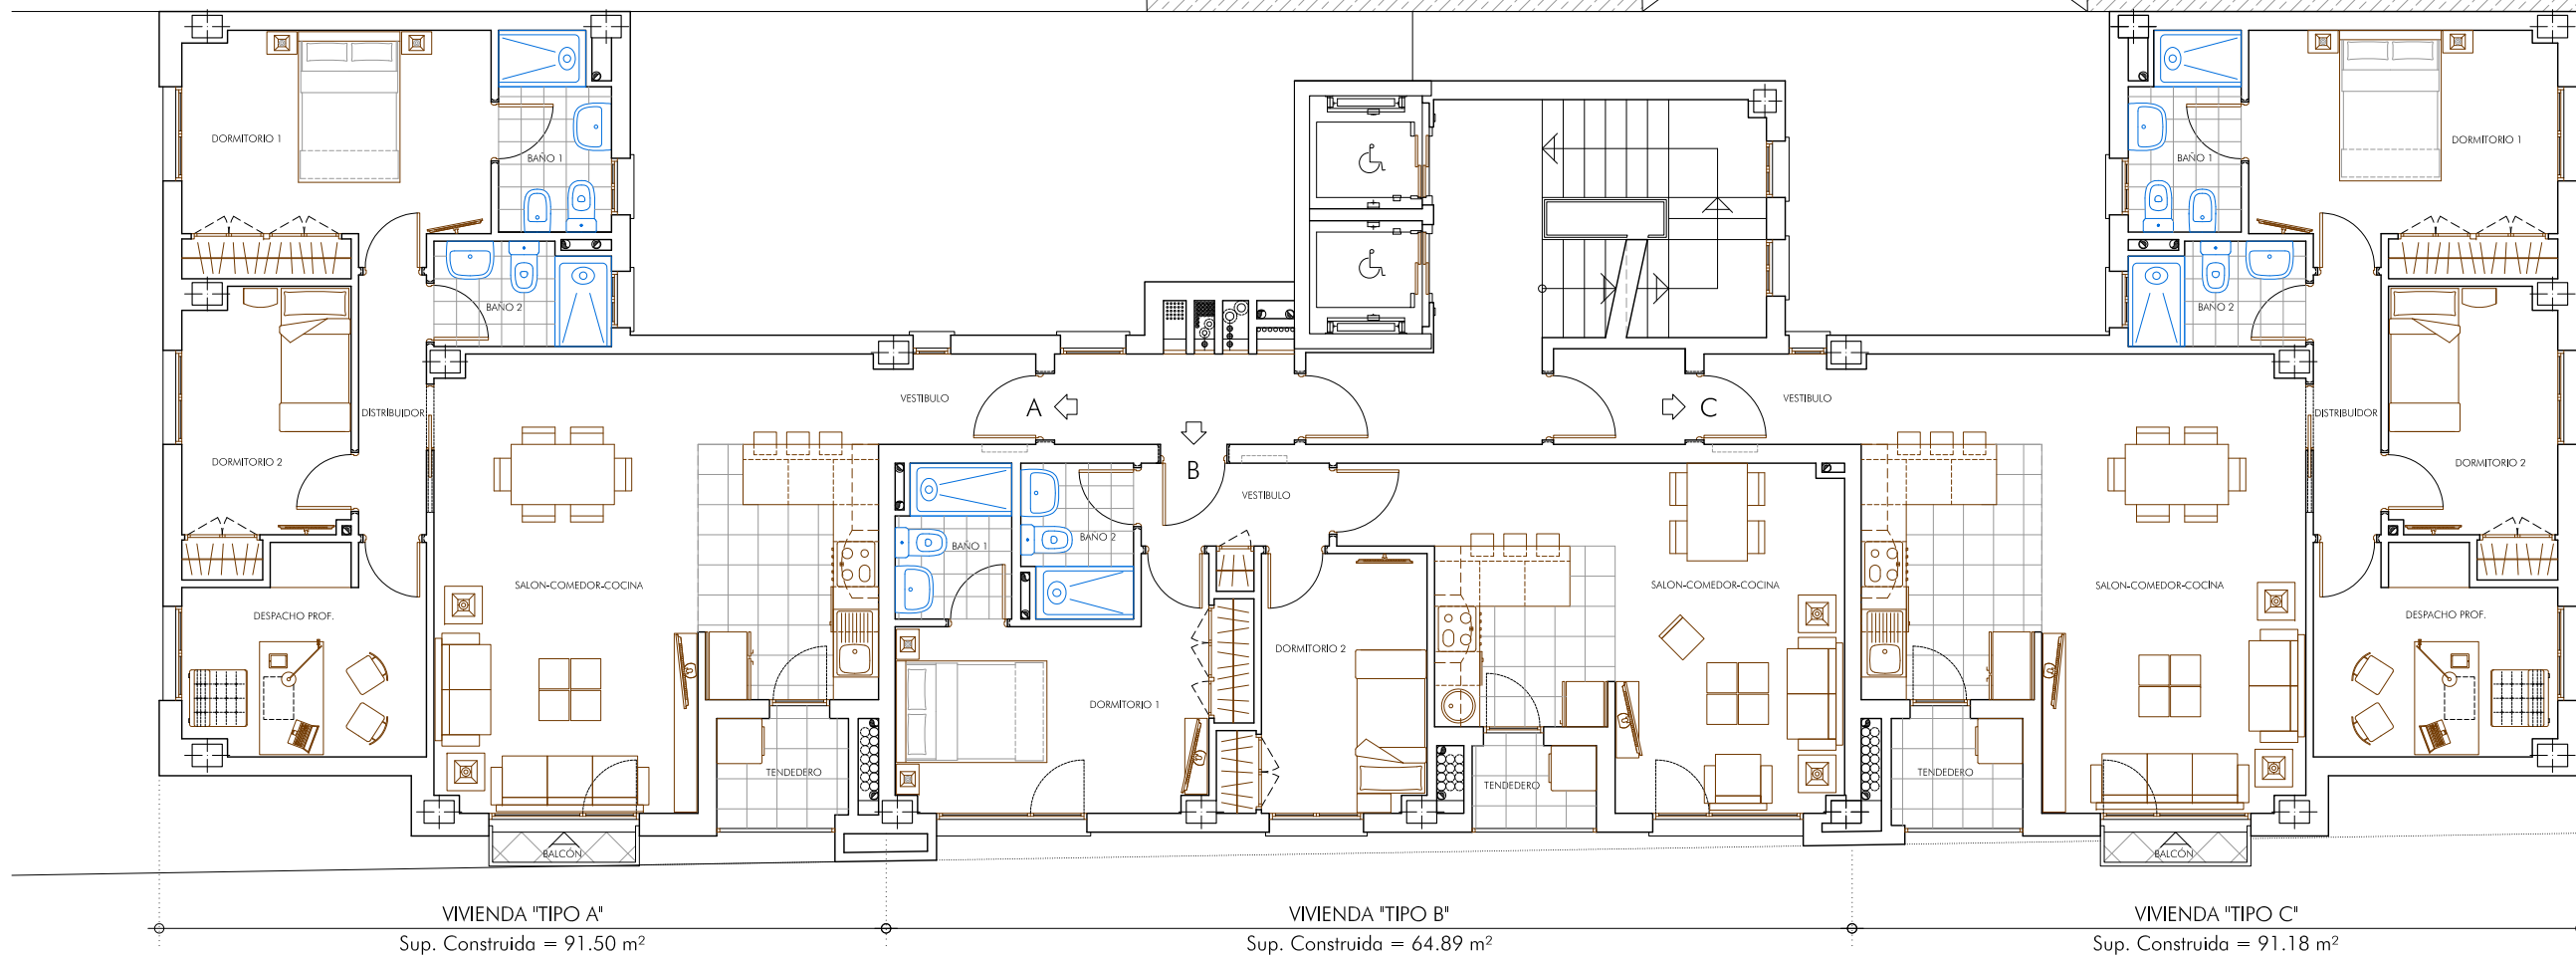 DORMITORIO 1
BAÑO 1
BAÑO 2
DORMITORIO 2
DISTRIBUIDOR
VESTIBULO
A
SALON-COMEDOR-COCINA
DESPACHO PROF.
TENDEDERO
BALCÓN
B
VESTIBULO
BAÑO 1
BAÑO 2
DORMITORIO 1
DORMITORIO 2
SALON-COMEDOR-COCINA
TENDEDERO
C
VESTIBULO
BAÑO 1
DORMITORIO 1
BAÑO 2
DISTRIBUIDOR
DORMITORIO 2
SALON-COMEDOR-COCINA
DESPACHO PROF.
TENDEDERO
BALCÓN
VIVIENDA "TIPO A"
Sup. Construida = 91.50 m²
VIVIENDA "TIPO B"
Sup. Construida = 64.89 m²
VIVIENDA "TIPO C"
Sup. Construida = 91.18 m²